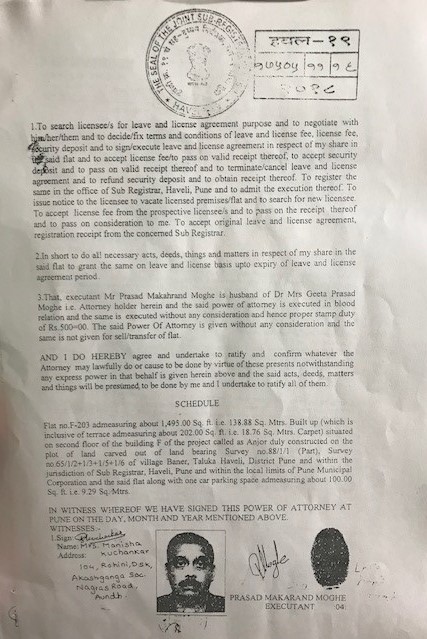 THE SEAL OF THE JOINT SUB-REGISTRAR
HAVELI
हवल - १९
२०१८
1.To search licensee/s for leave and license agreement purpose and to negotiate with
him/her/them and to decide/fix terms and conditions of leave and license fee, license fee,
security deposit and to sign/execute leave and license agreement in respect of my share in
the said flat and to accept license fee/to pass on valid receipt thereof, to accept security
deposit and to pass on valid receipt thereof and to terminate/cancel leave and license
agreement and to refund security deposit and to obtain receipt thereof. To register the
same in the office of Sub Registrar, Haveli, Pune and to admit the execution thereof. To
issue notice to the licensee to vacate licensed premises/flat and to search for new licensee.
To accept license fee from the prospective licensee/s and to pass on the receipt thereof
and to pass on consideration to me. To accept original leave and license agreement,
registration receipt from the concerned Sub Registrar.
2.In short to do all necessary acts, deeds, things and matters in respect of my share in the
said flat to grant the same on leave and license basis upto expiry of leave and license
agreement period.
3.That, executant Mr Prasad Makahrand Moghe is husband of Dr Mrs Geeta Prasad
Moghe i.e. Attorney holder herein and the said power of attorney is executed in blood
relation and the same is executed without any consideration and hence proper stamp duty
of Rs.500=00. The said Power Of Attorney is given without any consideration and the
same is not given for sell/transfer of flat.
AND I DO HEREBY agree and undertake to ratify and confirm whatever the
Attorney may lawfully do or cause to be done by virtue of these presents notwithstanding
any express power in that behalf is given herein above and the said acts, deeds, matters
and things will be presumed to be done by me and I undertake to ratify all of them.
SCHEDULE
Flat no.F-203 admeasuring about 1,495.00 Sq. ft. i.e. 138.88 Sq. Mtrs. Built up (which is
inclusive of terrace admeasuring about 202.00 Sq. ft. i.e. 18.76 Sq. Mtrs. Carpet) situated
on second floor of the building F of the project called as Anjor duly constructed on the
plot of land carved out of land bearing Survey no.88/1/1 (Part), Survey
no.65/1/2+1/3+1/5+1/6 of village Baner, Taluka Haveli, District Pune and within the
jurisdiction of Sub Registrar, Haveli, Pune and within the local limits of Pune Municipal
Corporation and the said flat along with one car parking space admeasuring about 100.00
Sq. ft. i.e. 9.29 Sq. Mtrs.
IN WITNESS WHEREOF WE HAVE SIGNED THIS POWER OF ATTORNEY AT
PUNE ON THE DAY, MONTH AND YEAR MENTIONED ABOVE.
WITNESSES.-
1.Sign:
Name: Mrs. Manisha
Address: Kuchankar
104, Rohini, D.S.K,
Akashganga Soc.
Nagras Road,
Aundh.
PRASAD MAKARAND MOGHE
EXECUTANT 04